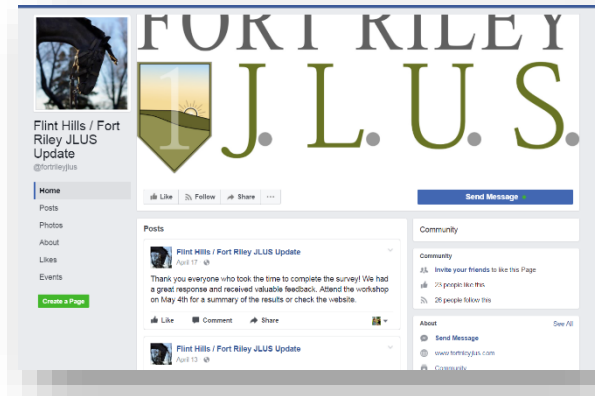 FORT RILEY
1 J. L. U. S.
Flint Hills / Fort
Riley JLUS
Update
@fortrileyjlus
Home
Posts
Photos
About
Likes
Events
Create a Page
Like Follow Share
Send Message
Posts
Flint Hills / Fort Riley JLUS Update
April 17
Thank you everyone who took the time to complete the survey! We had
a great response and received valuable feedback. Attend the workshop
on May 4th for a summary of the results or check the website.
Like Comment Share
Flint Hills / Fort Riley JLUS Update
April 13
Community
Community
Invite your friends to like this Page
23 people like this
26 people follow this
About See All
Send Message
www.fortrileyjlus.com
Community